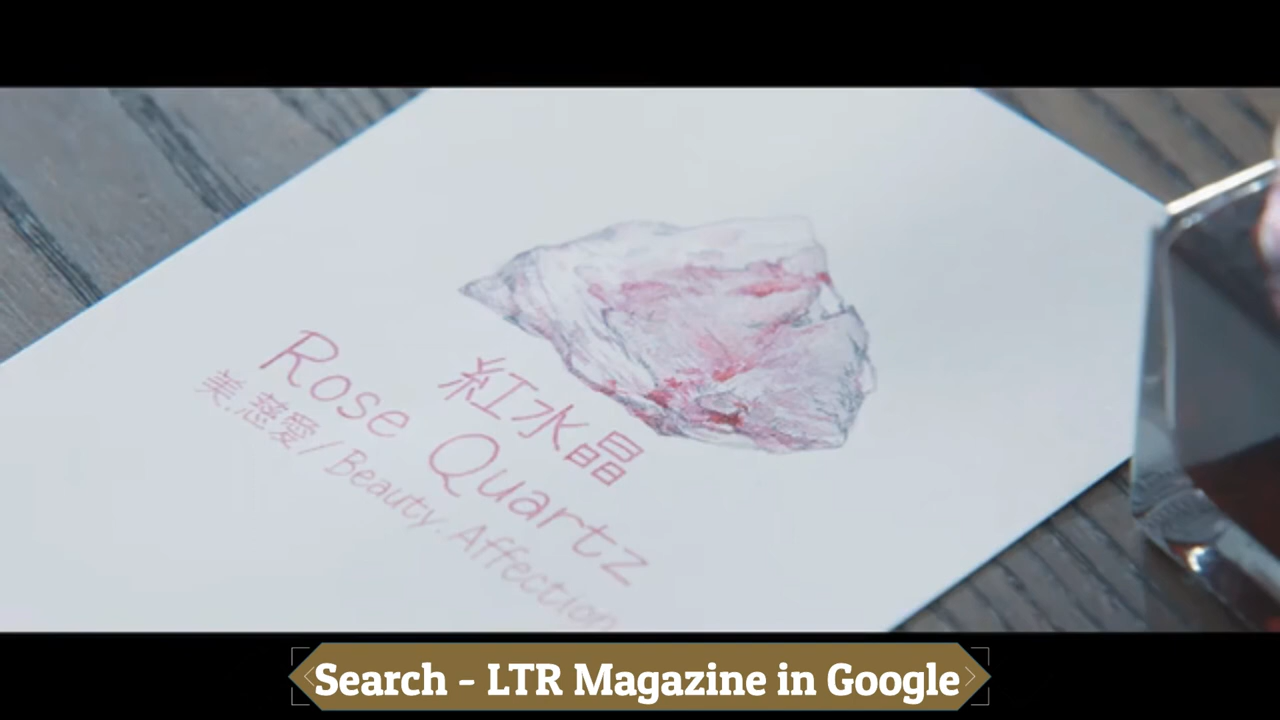 紅水晶
Rose Quartz
美.慈愛/Beauty.Affection
Search - LTR Magazine in Google